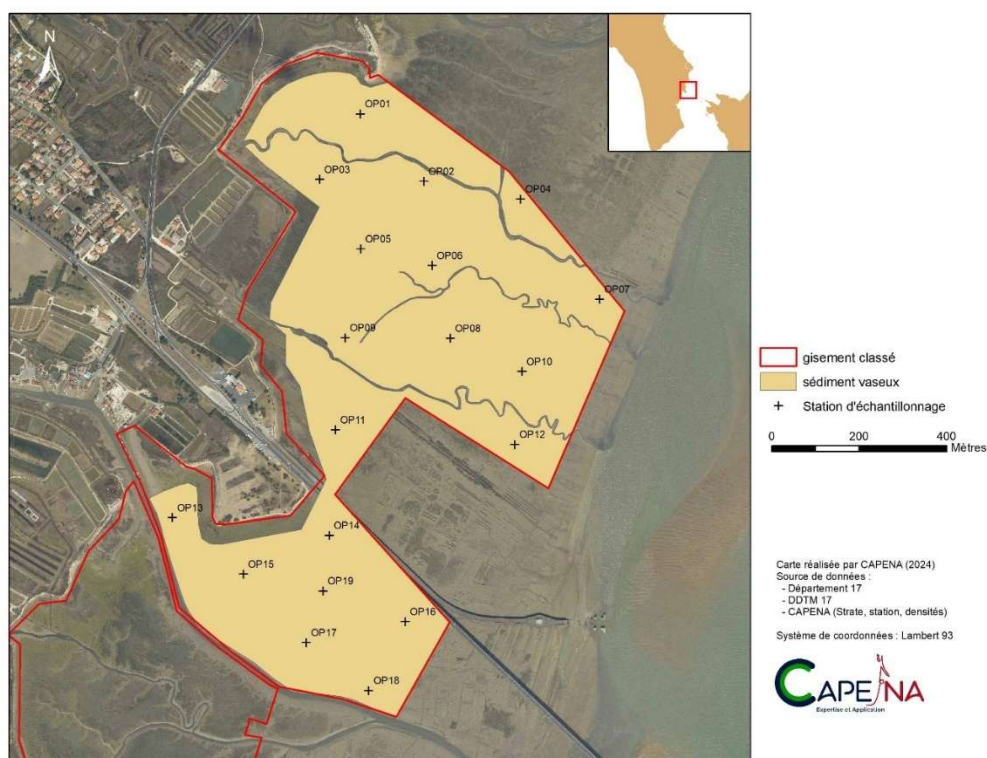 N
OP01
OP03
OP02
OP04
OP05
OP06
OP07
OP09
OP08
OP10
OP11
OP12
OP13
OP14
OP15
OP19
OP16
OP17
OP18
gisement classé
sédiment vaseux
Station d'échantillonnage
0 200 400
Mètres
Carte réalisée par CAPENA (2024)
Source de données :
- Département 17
- DDTM 17
- CAPENA (Strate, station, densités)
Système de coordonnées : Lambert 93
CAPENA
Expertise et Application